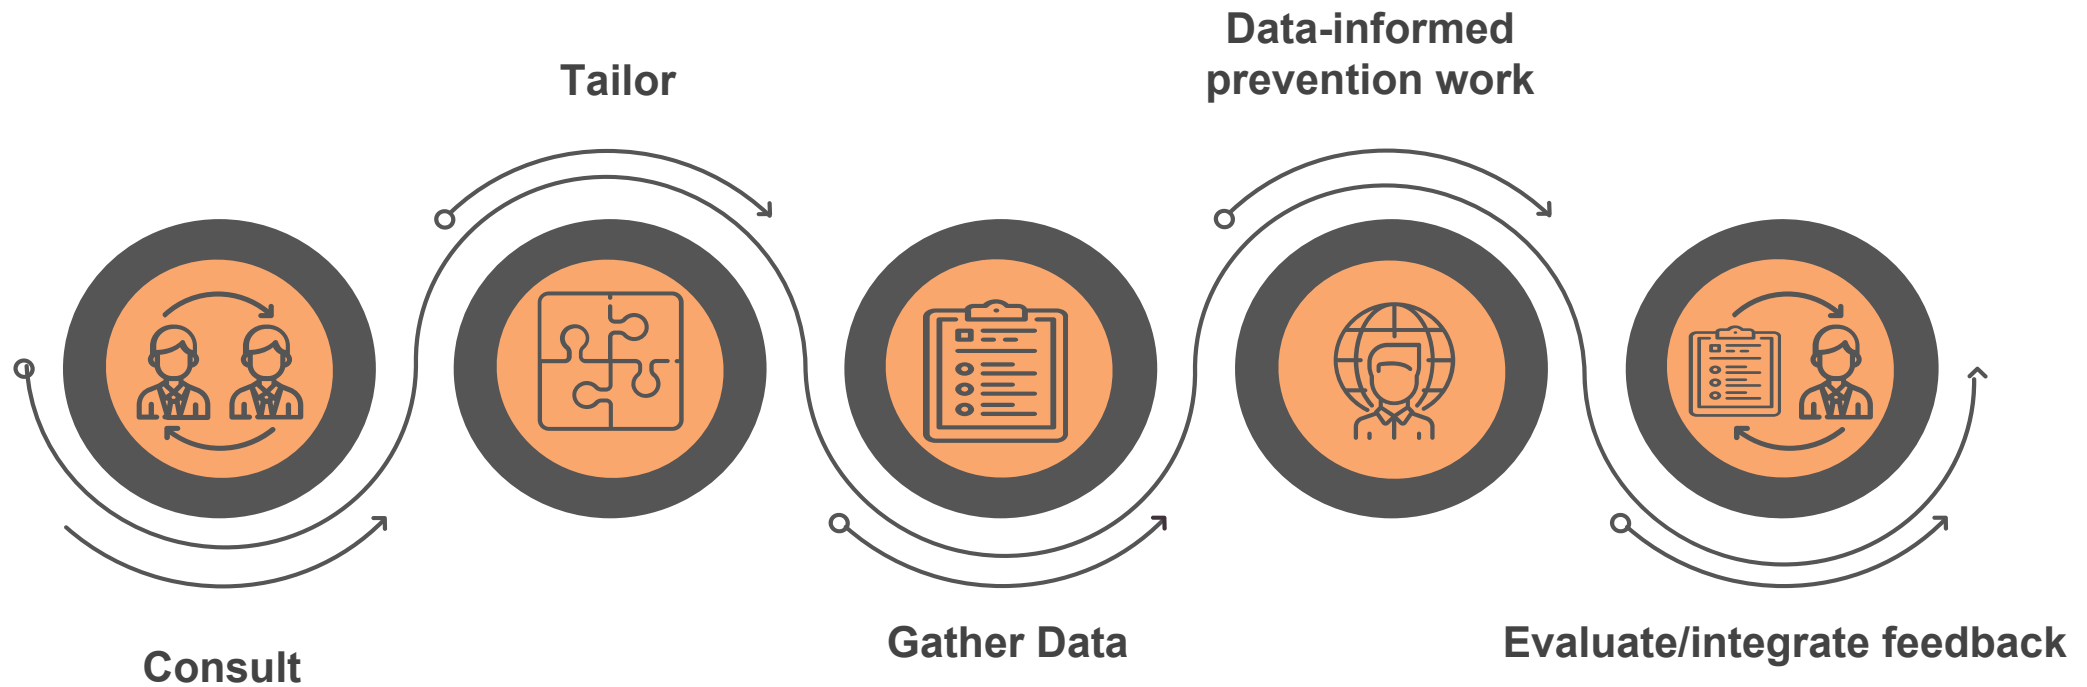 Consult
Tailor
Gather Data
Data-informed
prevention work
Evaluate/integrate feedback